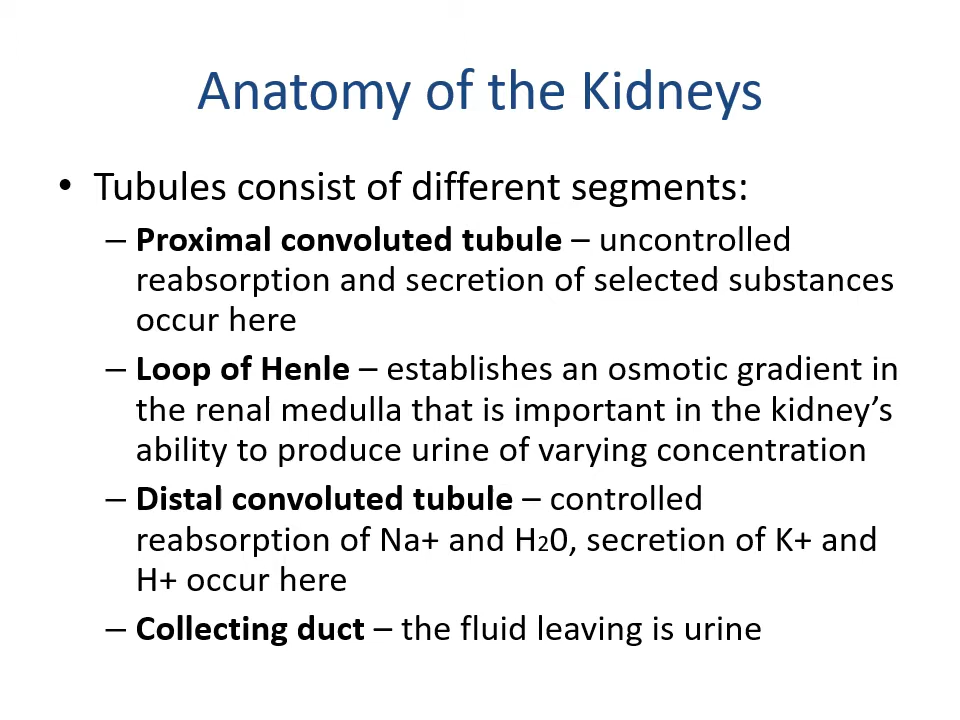 Anatomy of the Kidneys
• Tubules consist of different segments:
– Proximal convoluted tubule – uncontrolled
reabsorption and secretion of selected substances
occur here
– Loop of Henle – establishes an osmotic gradient in
the renal medulla that is important in the kidney’s
ability to produce urine of varying concentration
– Distal convoluted tubule – controlled
reabsorption of Na+ and H₂0, secretion of K+ and
H+ occur here
– Collecting duct – the fluid leaving is urine